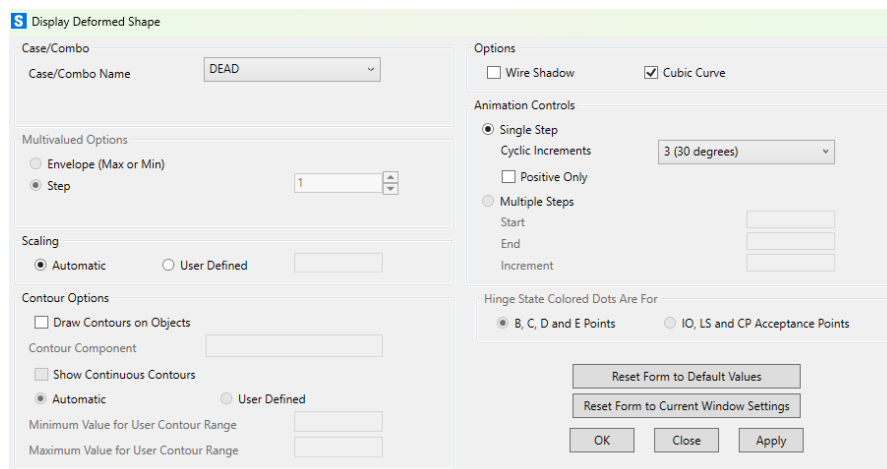 S Display Deformed Shape
Case/Combo
Case/Combo Name DEAD
Multivalued Options
Envelope (Max or Min)
Step 1
Scaling
Automatic User Defined
Contour Options
Draw Contours on Objects
Contour Component
Show Continuous Contours
Automatic User Defined
Minimum Value for User Contour Range
Maximum Value for User Contour Range
Options
Wire Shadow Cubic Curve
Animation Controls
Single Step
Cyclic Increments 3 (30 degrees)
Positive Only
Multiple Steps
Start
End
Increment
Hinge State Colored Dots Are For
B, C, D and E Points IO, LS and CP Acceptance Points
Reset Form to Default Values
Reset Form to Current Window Settings
OK Close Apply